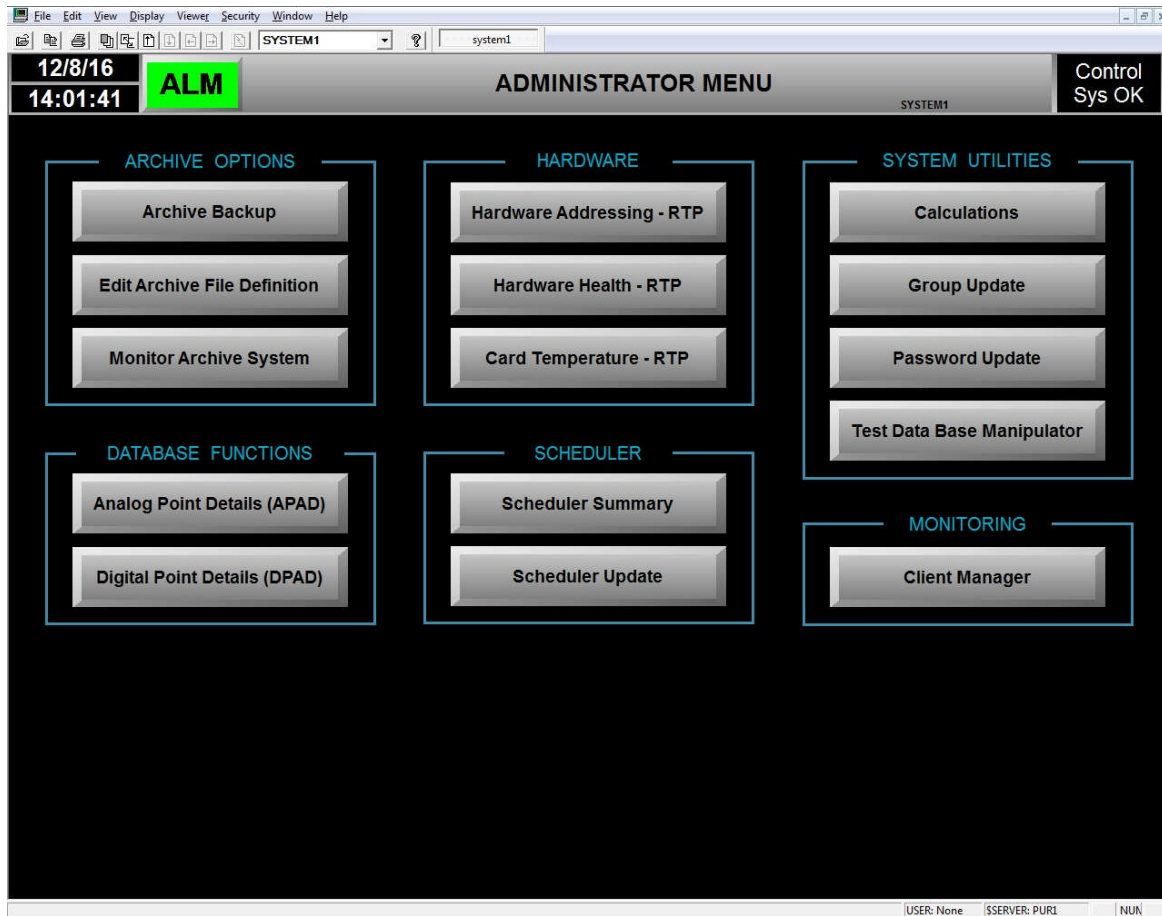 File Edit View Display Viewer Security Window Help
SYSTEM1 system1
12/8/16
14:01:41
ALM
ADMINISTRATOR MENU
SYSTEM1
Control
Sys OK
ARCHIVE OPTIONS
Archive Backup
Edit Archive File Definition
Monitor Archive System
HARDWARE
Hardware Addressing - RTP
Hardware Health - RTP
Card Temperature - RTP
SYSTEM UTILITIES
Calculations
Group Update
Password Update
Test Data Base Manipulator
DATABASE FUNCTIONS
Analog Point Details (APAD)
Digital Point Details (DPAD)
SCHEDULER
Scheduler Summary
Scheduler Update
MONITORING
Client Manager
USER: None $SERVER: PUR1